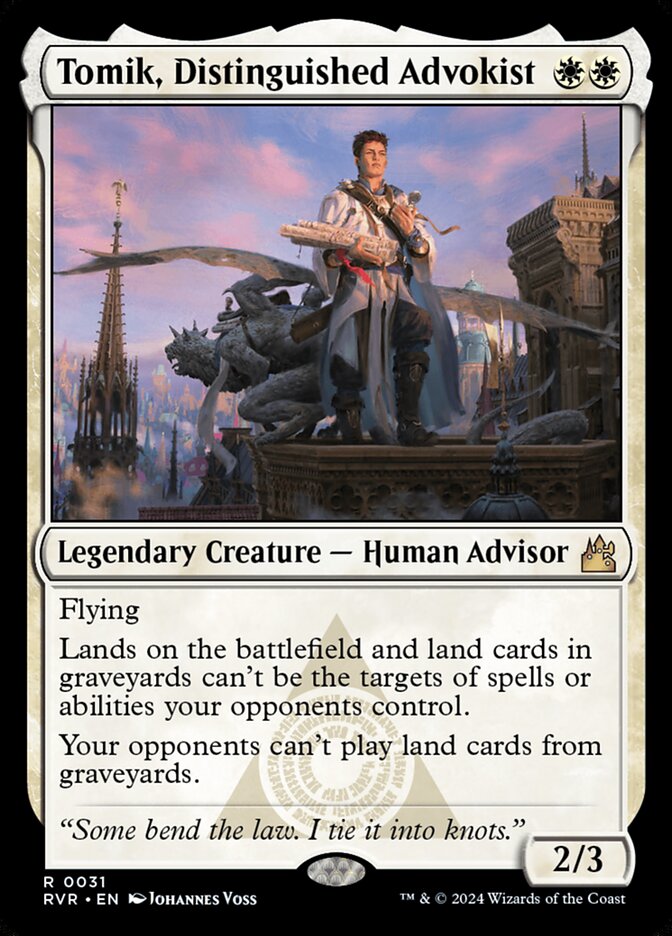 Tomik, Distinguished Advokist
Legendary Creature — Human Advisor
Flying
Lands on the battlefield and land cards in
graveyards can't be the targets of spells or
abilities your opponents control.
Your opponents can't play land cards from
graveyards.
“Some bend the law. I tie it into knots.”
2/3
R 0031
RVR • EN Johannes Voss
™ & © 2024 Wizards of the Coast